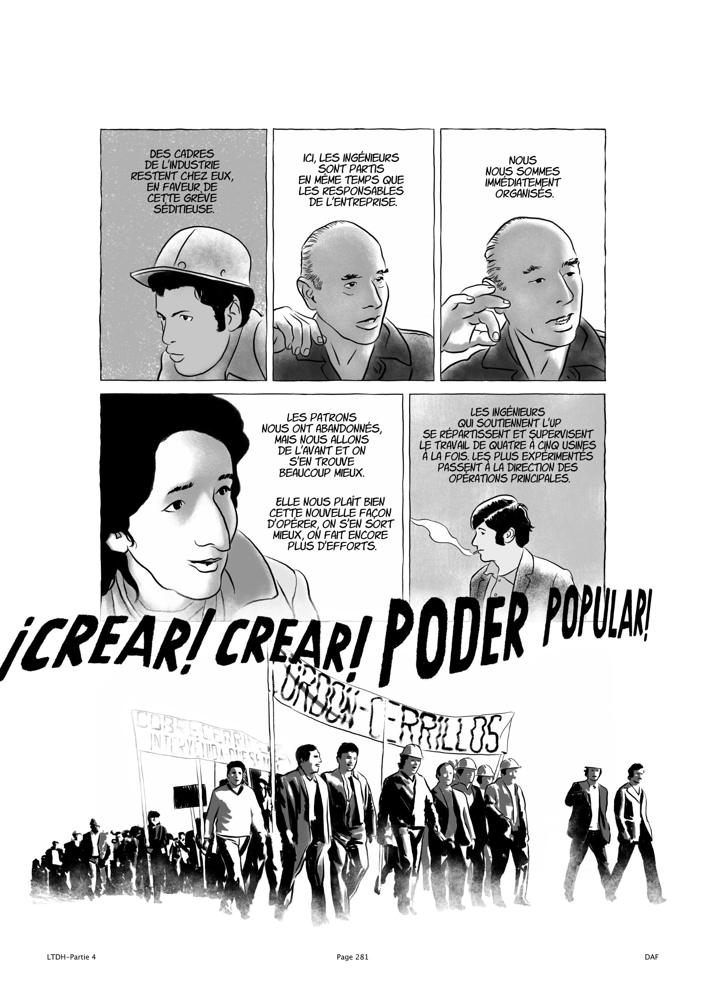 DES CADRES
DE L'INDUSTRIE
RESTENT CHEZ EUX,
EN FAVEUR DE
CETTE GRÈVE
SÉDITIEUSE.
ICI, LES INGÉNIEURS
SONT PARTIS
EN MÊME TEMPS QUE
LES RESPONSABLES
DE L'ENTREPRISE.
NOUS
NOUS SOMMES
IMMÉDIATEMENT
ORGANISÉS.
LES PATRONS
NOUS ONT ABANDONNÉS,
MAIS NOUS ALLONS
DE L'AVANT ET ON
S'EN TROUVE
BEAUCOUP MIEUX.
ELLE NOUS PLAÎT BIEN
CETTE NOUVELLE FAÇON
D'OPÉRER, ON S'EN SORT
MIEUX, ON FAIT ENCORE
PLUS D'EFFORTS.
LES INGÉNIEURS
QUI SOUTIENNENT L'UP
SE RÉPARTISSENT ET SUPERVISENT
LE TRAVAIL DE QUATRE À CINQ USINES
À LA FOIS. LES PLUS EXPÉRIMENTÉS
PASSENT À LA DIRECTION DES
OPÉRATIONS PRINCIPALES.
¡CREAR! CREAR! PODER POPULAR!
ORDON-CERRILLOS
COBRECERRI
INTERVENIDA
LTDH-Partie 4
Page 281
DAF